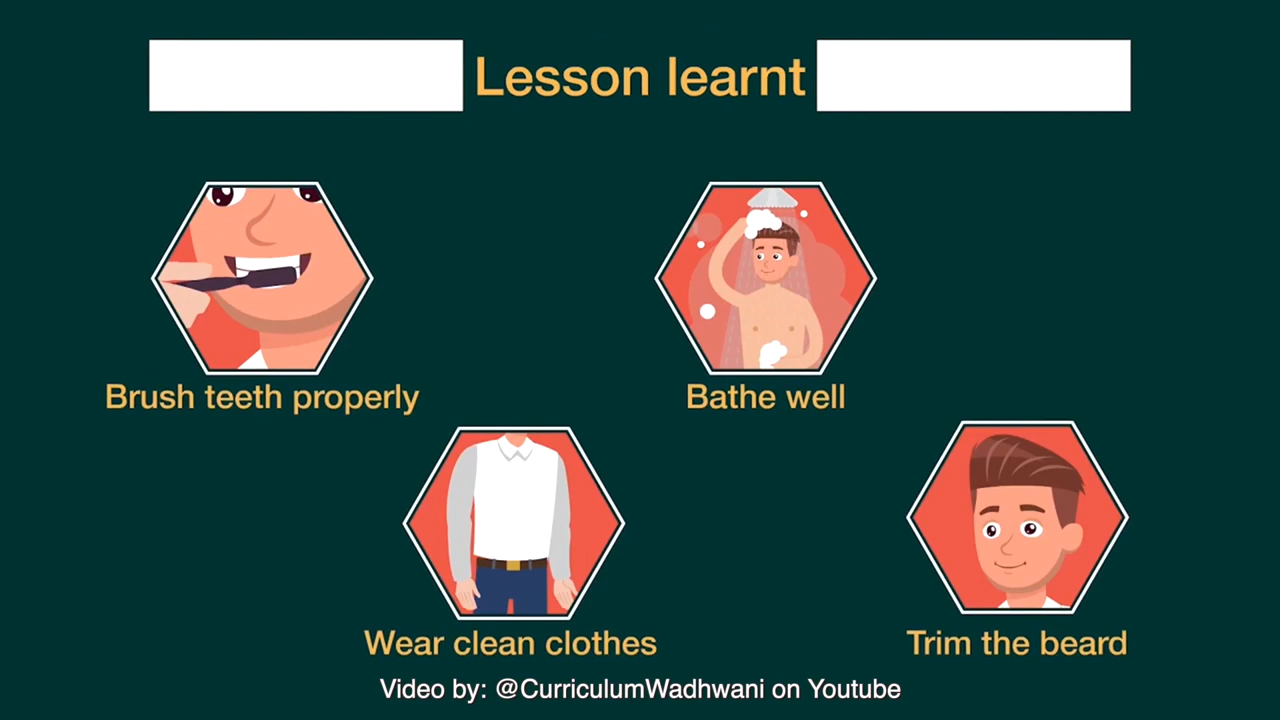 Lesson learnt
Brush teeth properly
Bathe well
Wear clean clothes
Trim the beard
Video by: @CurriculumWadhwani on Youtube